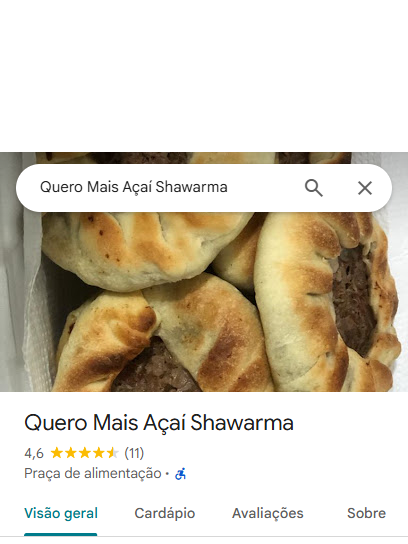 Quero Mais Açaí Shawarma
Quero Mais Açaí Shawarma
4,6 (11)
Praça de alimentação ·
Visão geral Cardápio Avaliações Sobre